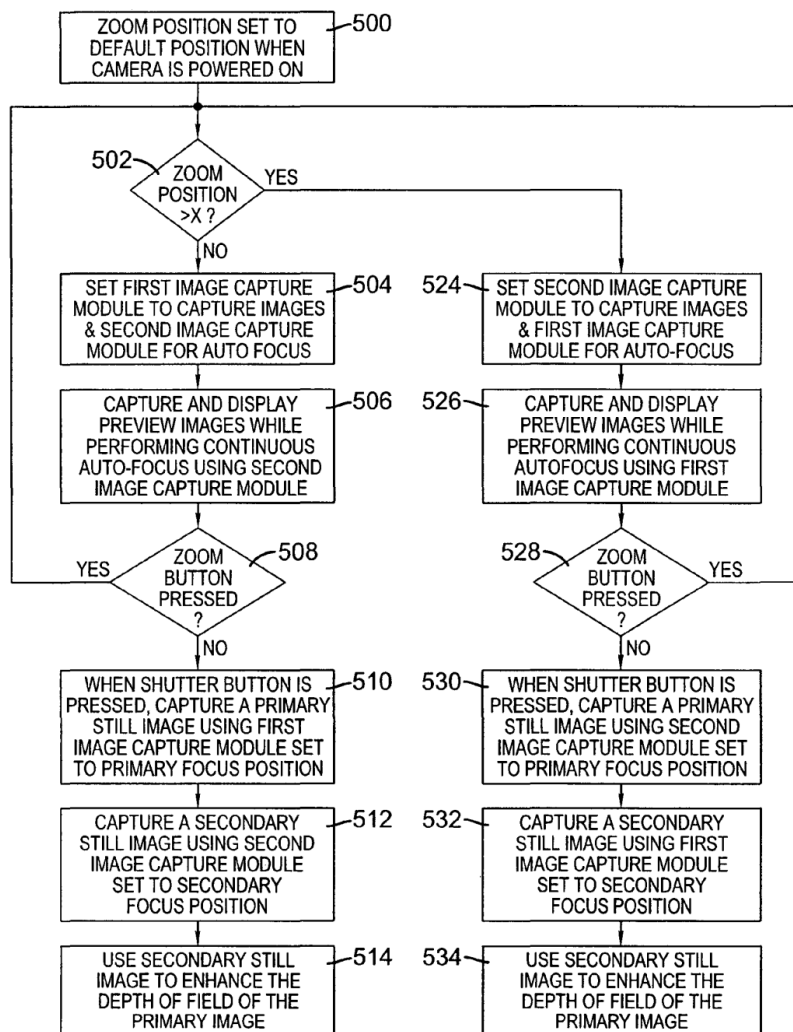 ZOOM POSITION SET TO
DEFAULT POSITION WHEN
CAMERA IS POWERED ON
500
502
ZOOM
POSITION
>X ?
YES
NO
SET FIRST IMAGE CAPTURE
MODULE TO CAPTURE IMAGES
& SECOND IMAGE CAPTURE
MODULE FOR AUTO FOCUS
504
CAPTURE AND DISPLAY
PREVIEW IMAGES WHILE
PERFORMING CONTINUOUS
AUTO-FOCUS USING SECOND
IMAGE CAPTURE MODULE
506
YES
ZOOM
BUTTON
PRESSED
?
508
NO
WHEN SHUTTER BUTTON IS
PRESSED, CAPTURE A PRIMARY
STILL IMAGE USING FIRST
IMAGE CAPTURE MODULE SET
TO PRIMARY FOCUS POSITION
510
CAPTURE A SECONDARY
STILL IMAGE USING SECOND
IMAGE CAPTURE MODULE
SET TO SECONDARY
FOCUS POSITION
512
USE SECONDARY STILL
IMAGE TO ENHANCE THE
DEPTH OF FIELD OF THE
PRIMARY IMAGE
514
524
SET SECOND IMAGE CAPTURE
MODULE TO CAPTURE IMAGES
& FIRST IMAGE CAPTURE
MODULE FOR AUTO-FOCUS
526
CAPTURE AND DISPLAY
PREVIEW IMAGES WHILE
PERFORMING CONTINUOUS
AUTOFOCUS USING FIRST
IMAGE CAPTURE MODULE
528
ZOOM
BUTTON
PRESSED
?
YES
NO
530
WHEN SHUTTER BUTTON IS
PRESSED, CAPTURE A PRIMARY
STILL IMAGE USING SECOND
IMAGE CAPTURE MODULE SET
TO PRIMARY FOCUS POSITION
532
CAPTURE A SECONDARY
STILL IMAGE USING FIRST
IMAGE CAPTURE MODULE
SET TO SECONDARY
FOCUS POSITION
534
USE SECONDARY STILL
IMAGE TO ENHANCE THE
DEPTH OF FIELD OF THE
PRIMARY IMAGE